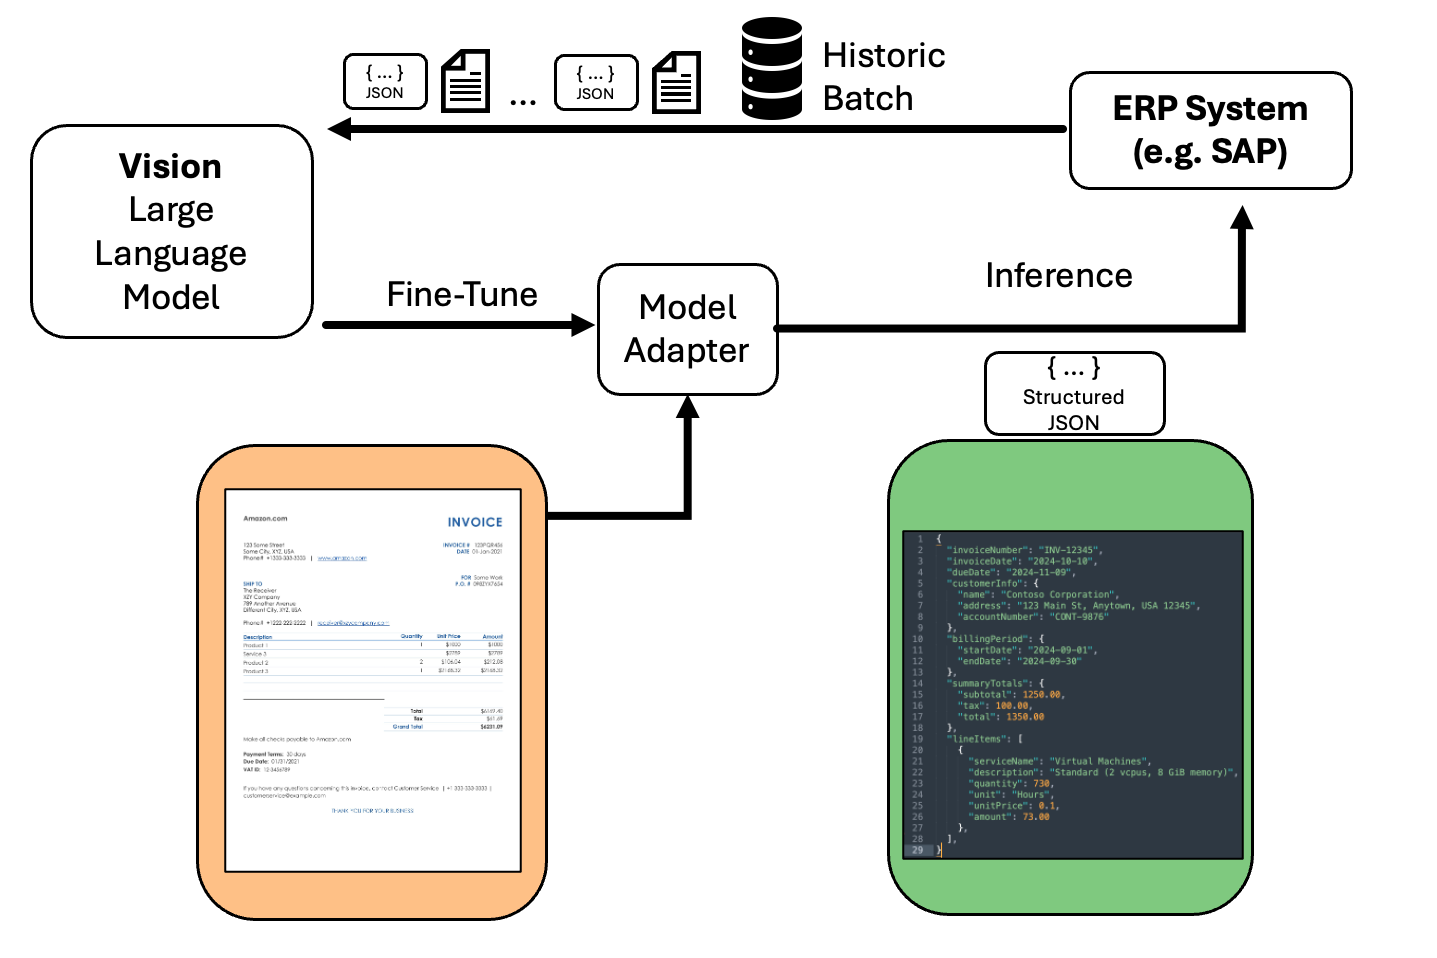 { ... }
JSON
...
{ ... }
JSON
Historic
Batch
ERP System
(e.g. SAP)
Vision
Large
Language
Model
Fine-Tune
Model
Adapter
Inference
{ ... }
Structured
JSON
Amazon.com
INVOICE
123 Some Street
Some City, XYZ, USA
Phone# +1333-333-3333 | www.amazon.com
INVOICE #
DATE 01-Jan-2021
FOR Some Work
P.O. #
SHIP TO
The Receiver
XZY Company
789 Another Avenue
Different City, XYZ, USA
Phone# +1222-222-2222 | receiver@xzycompany.com
Description Quantity Unit Price Amount
Product 1 1 $1000 $1000
Service 3 $2789 $2789
Product 2 2 $106.04 $212.08
Product 3 1
Total
Tax
Grand Total $6231.09
Make all checks payable to Amazon.com
Payment Terms: 30 days
Due Date: 01/31/2021
VAT ID: 12-3456789
If you have any questions concerning this invoice, contact Customer Service | +1 333-333-3333 |
customerservice@example.com
THANK YOU FOR YOUR BUSINESS
1 {
2 "invoiceNumber": "INV-12345",
3 "invoiceDate": "2024-10-10",
4 "dueDate": "2024-11-09",
5 "customerInfo": {
6 "name": "Contoso Corporation",
7 "address": "123 Main St, Anytown, USA 12345",
8 "accountNumber": "CONT-9876"
9 },
10 "billingPeriod": {
11 "startDate": "2024-09-01",
12 "endDate": "2024-09-30"
13 },
14 "summaryTotals": {
15 "subtotal": 1250.00,
16 "tax": 100.00,
17 "total": 1350.00
18 },
19 "lineItems": [
20 {
21 "serviceName": "Virtual Machines",
22 "description": "Standard (2 vcpus, 8 GiB memory)",
23 "quantity": 730,
24 "unit": "Hours",
25 "unitPrice": 0.1,
26 "amount": 73.00
27 },
28 ],
29 }